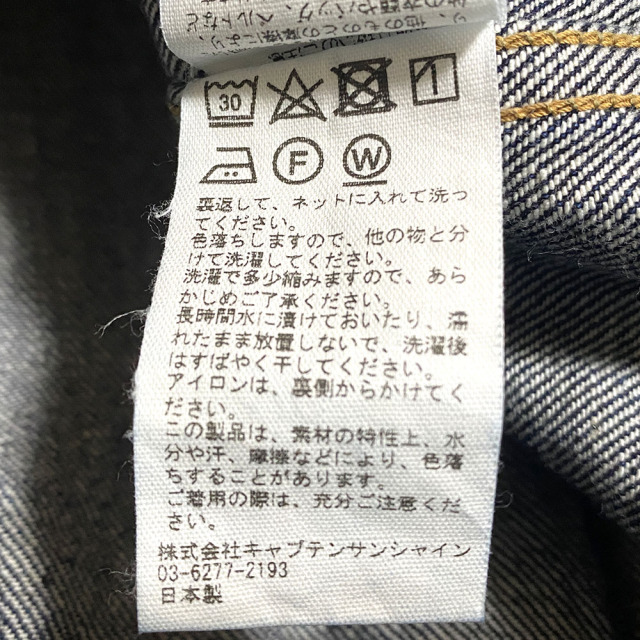 30
F
W
裏返して、ネットに入れて洗っ
てください。
色落ちしますので、他の物と分
けて洗濯してください。
洗濯で多少縮みますので、あら
かじめご了承ください。
長時間水に漬けておいたり、濡
れたまま放置しないで、洗濯後
はすばやく干してください。
アイロンは、裏側からかけてく
ださい。
この製品は、素材の特性上、水
分や汗、摩擦などにより、色落
ちすることがあります。
ご着用の際は、充分ご注意くださ
い。
株式会社キャプテンサンシャイン
03-6277-2193
日本製